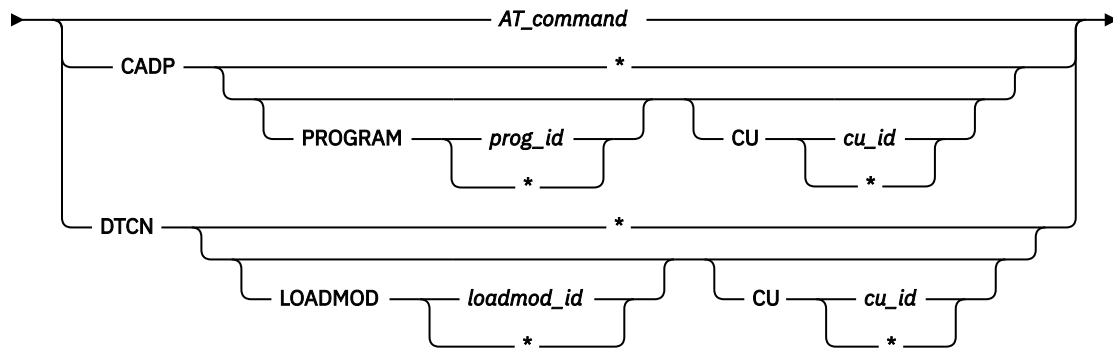 AT_command
CADP *
PROGRAM prog_id CU cu_id
* *
DTCN *
LOADMOD loadmod_id CU cu_id
* *